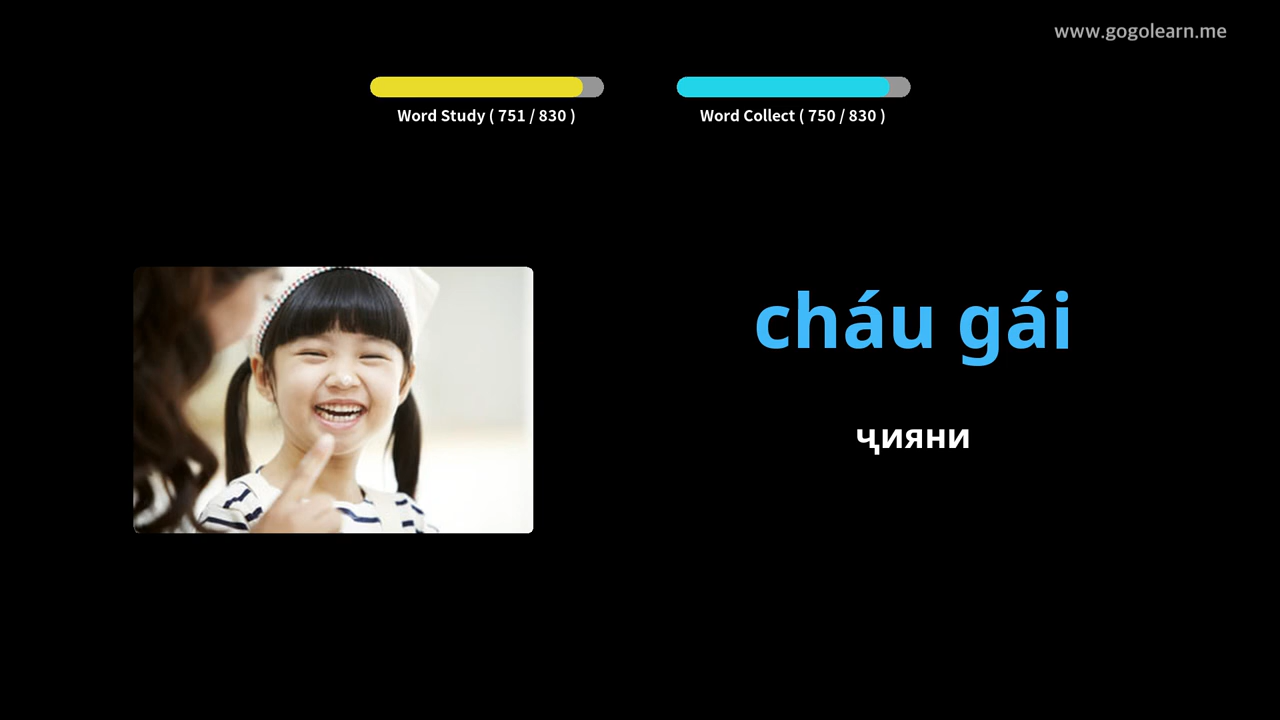 www.gogolearn.me
Word Study ( 751 / 830 )
Word Collect ( 750 / 830 )
cháu gái
ҷияни